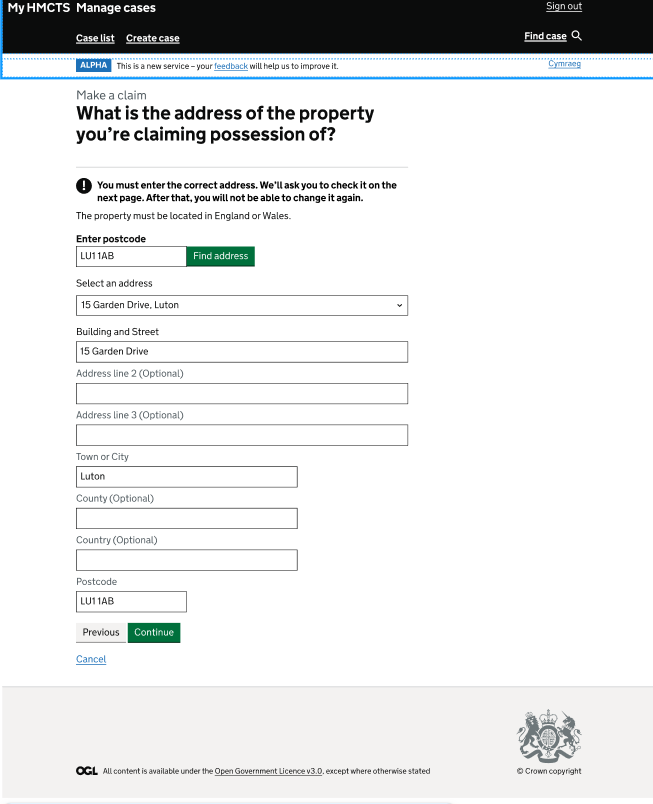 My HMCTS Manage cases
Sign out
Case list Create case
Find case
ALPHA This is a new service – your feedback will help us to improve it.
Cymraeg
Make a claim
What is the address of the property
you're claiming possession of?
! You must enter the correct address. We'll ask you to check it on the
next page. After that, you will not be able to change it again.
The property must be located in England or Wales.
Enter postcode
LU1 1AB Find address
Select an address
15 Garden Drive, Luton
Building and Street
15 Garden Drive
Address line 2 (Optional)
Address line 3 (Optional)
Town or City
Luton
County (Optional)
Country (Optional)
Postcode
LU1 1AB
Previous Continue
Cancel
OGL All content is available under the Open Government Licence v3.0, except where otherwise stated
© Crown copyright